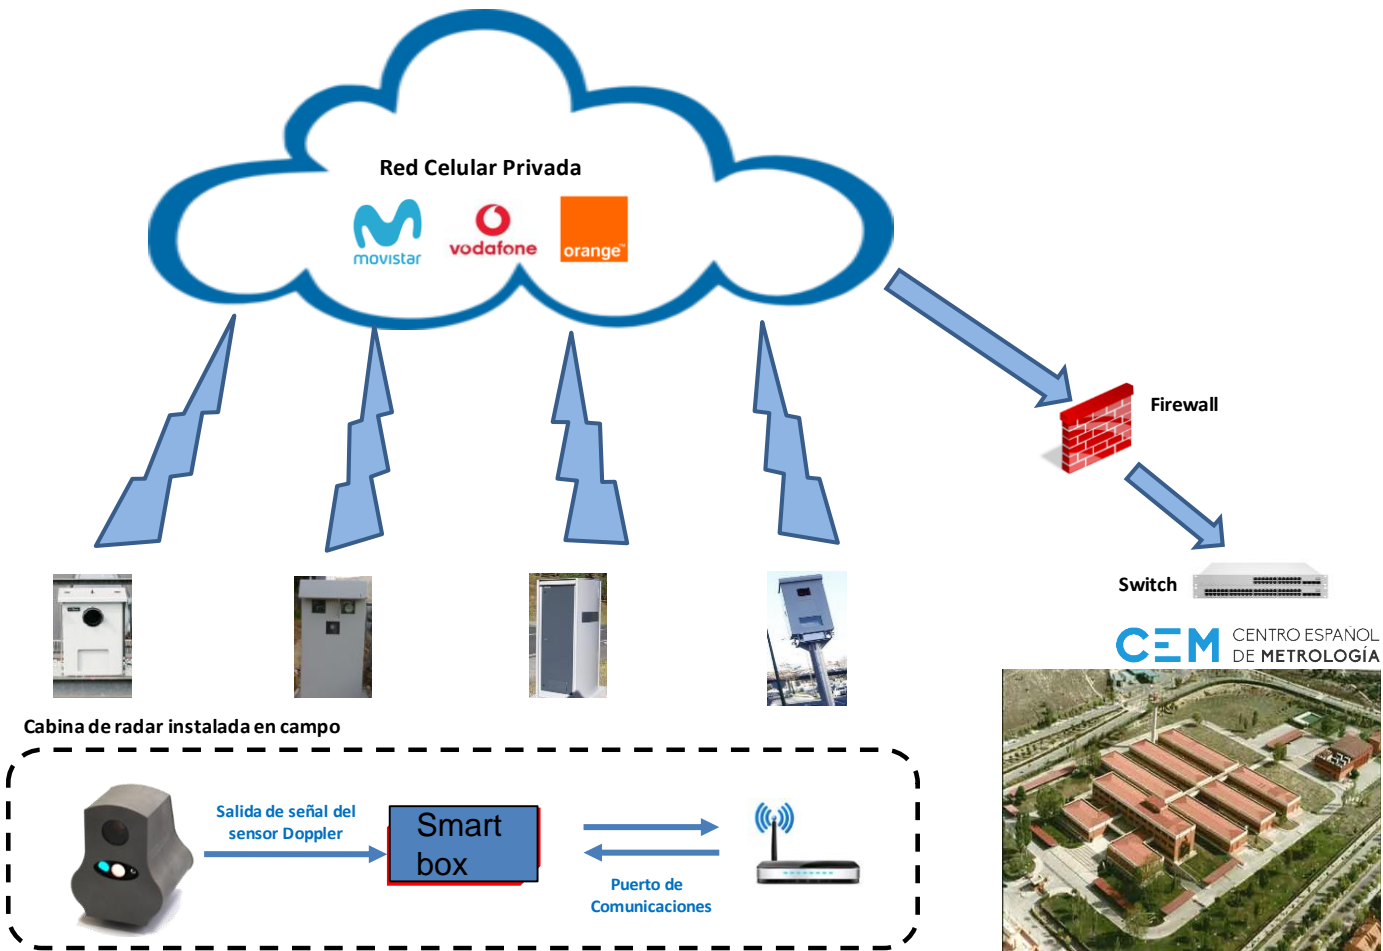 Red Celular Privada
movistar
vodafone
orange™
Firewall
Switch
CEM CENTRO ESPAÑOL
DE METROLOGÍA
Cabina de radar instalada en campo
Salida de señal del
sensor Doppler
Smart
box
Puerto de
Comunicaciones